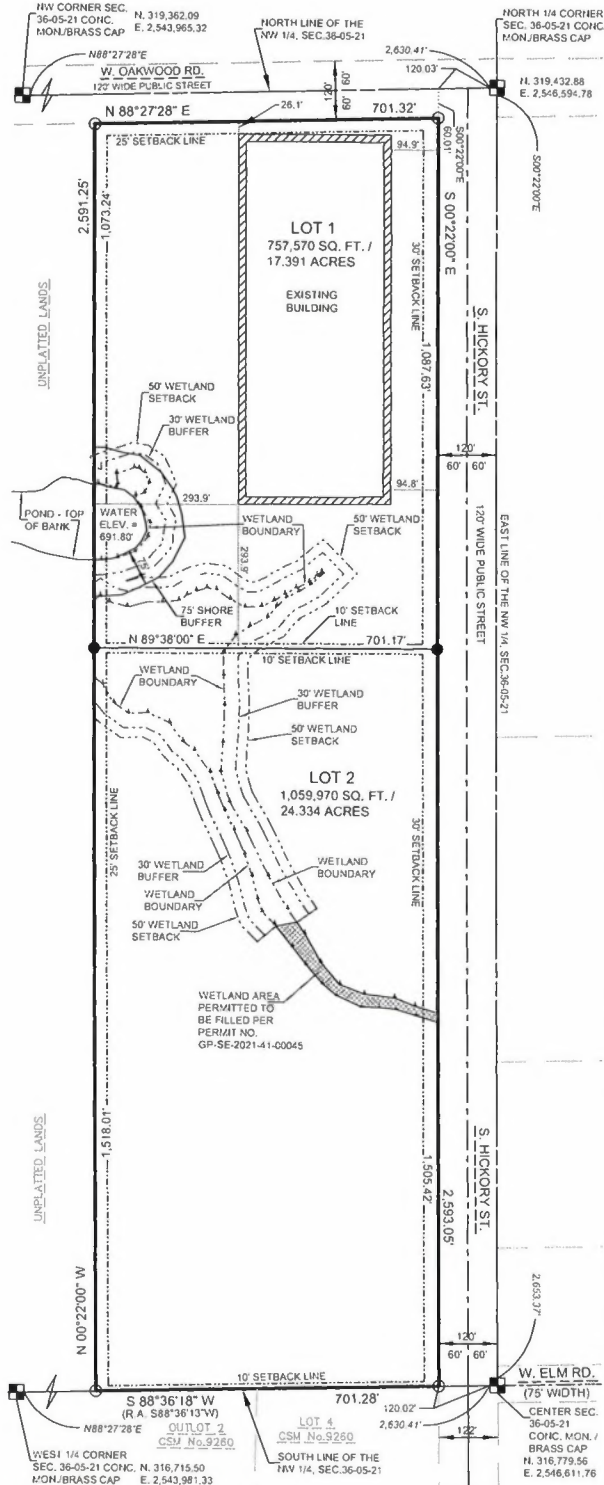 NW CORNER SEC.
36-05-21 CONC.
MON./BRASS CAP
N. 319,362.09
E. 2,543,965.32
NORTH LINE OF THE
NW 1/4, SEC.36-05-21
NORTH 1/4 CORNER
SEC. 36-05-21 CONC.
MON./BRASS CAP
N88°27'28"E
2,630.41'
120.03'
W. OAKWOOD RD.
120' WIDE PUBLIC STREET
60'
120'
60'
N. 319,432.88
E. 2,546,594.78
N 88°27'28" E
26.1'
701.32'
25' SETBACK LINE
94.9'
S00°22'00"E
60.01'
S00°22'00"E
2,591.25'
1,073.24'
S 00°22'00" E
LOT 1
757,570 SQ. FT. /
17.391 ACRES
EXISTING
BUILDING
30' SETBACK LINE
1,087.63'
UNPLATTED LANDS
S. HICKORY ST.
50' WETLAND
SETBACK
30' WETLAND
BUFFER
120'
60' 60'
293.9'
94.8'
POND - TOP
OF BANK
WATER
ELEV. =
691.80'
WETLAND
BOUNDARY
50' WETLAND
SETBACK
120' WIDE PUBLIC STREET
EAST LINE OF THE NW 1/4, SEC.36-05-21
75'
293.9'
75' SHORE
BUFFER
10' SETBACK
LINE
N 89°38'00" E
701.17'
10' SETBACK LINE
WETLAND
BOUNDARY
30' WETLAND
BUFFER
50' WETLAND
SETBACK
LOT 2
1,059,970 SQ. FT. /
24.334 ACRES
25' SETBACK LINE
30' SETBACK LINE
30' WETLAND
BUFFER
WETLAND
BOUNDARY
WETLAND
BOUNDARY
50' WETLAND
SETBACK
WETLAND AREA
PERMITTED TO
BE FILLED PER
PERMIT NO.
GP-SE-2021-41-00045
UNPLATTED LANDS
1,518.01'
1,505.42'
2,593.05'
S. HICKORY ST.
N 00°22'00" W
2,653.37'
120'
60' 60'
10' SETBACK LINE
W. ELM RD.
(75' WIDTH)
S 88°36'18" W
(R.A. S88°36'13"W)
701.28'
120.02'
2,630.41'
122'
N88°27'28"E
OUTLOT 2
CSM No.9260
LOT 4
CSM No.9260
CENTER SEC.
36-05-21
CONC. MON./
BRASS CAP
N. 316,779.56
E. 2,546,611.76
WEST 1/4 CORNER
SEC. 36-05-21 CONC.
MON./BRASS CAP
N. 316,715.50
E. 2,543,981.33
SOUTH LINE OF THE
NW 1/4, SEC.36-05-21